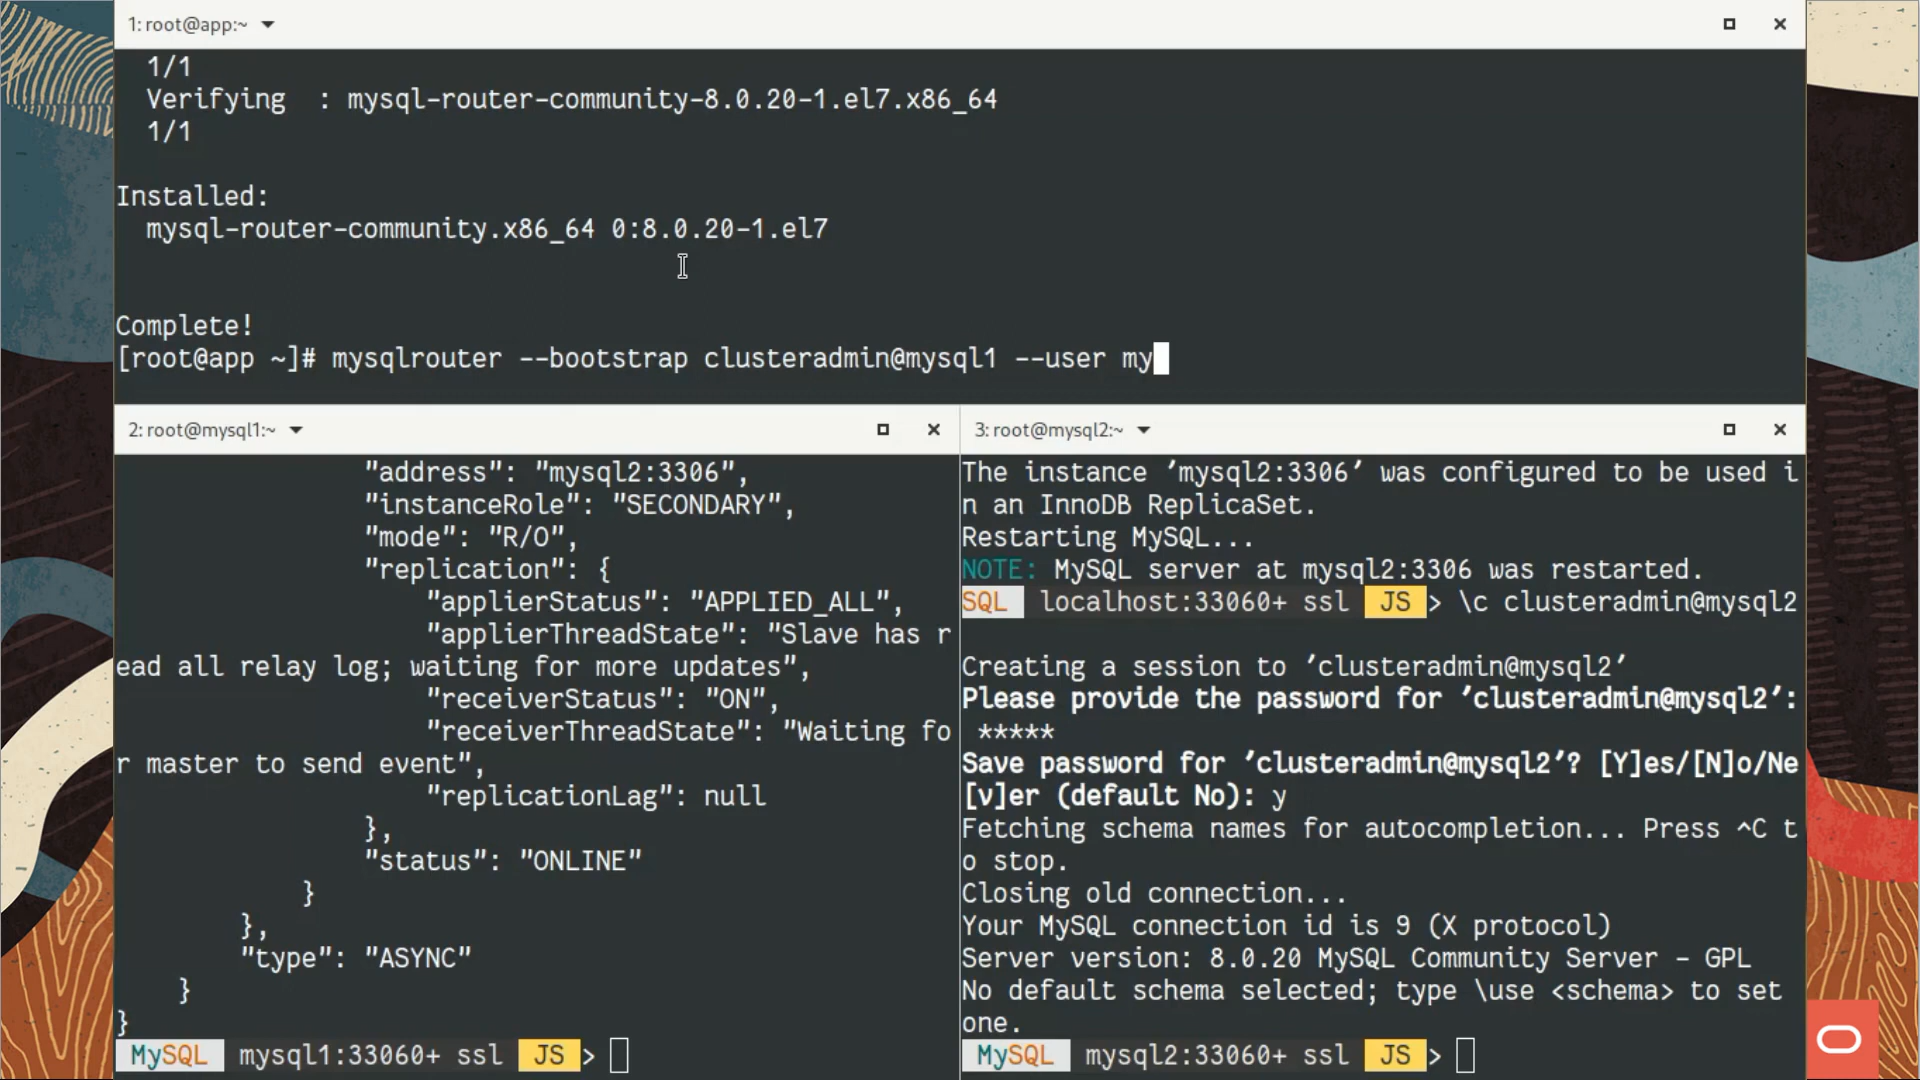 1: root@app:~
1/1
Verifying : mysql-router-community-8.0.20-1.el7.x86_64
1/1
Installed:
mysql-router-community.x86_64 0:8.0.20-1.el7
Complete!
[root@app ~]# mysqlrouter --bootstrap clusteradmin@mysql1 --user my
2: root@mysql1:~
"address": "mysql2:3306",
"instanceRole": "SECONDARY",
"mode": "R/O",
"replication": {
"applierStatus": "APPLIED_ALL",
"applierThreadState": "Slave has r
ead all relay log; waiting for more updates",
"receiverStatus": "ON",
"receiverThreadState": "Waiting fo
r master to send event",
"replicationLag": null
},
"status": "ONLINE"
}
},
"type": "ASYNC"
}
}
MySQL mysql1:33060+ ssl JS >
3: root@mysql2:~
The instance 'mysql2:3306' was configured to be used i
n an InnoDB ReplicaSet.
Restarting MySQL...
NOTE: MySQL server at mysql2:3306 was restarted.
SQL localhost:33060+ ssl JS > \c clusteradmin@mysql2
Creating a session to 'clusteradmin@mysql2'
Please provide the password for 'clusteradmin@mysql2':
*****
Save password for 'clusteradmin@mysql2'? [Y]es/[N]o/Ne
[v]er (default No): y
Fetching schema names for autocompletion... Press ^C t
o stop.
Closing old connection...
Your MySQL connection id is 9 (X protocol)
Server version: 8.0.20 MySQL Community Server - GPL
No default schema selected; type \use <schema> to set
one.
MySQL mysql2:33060+ ssl JS >